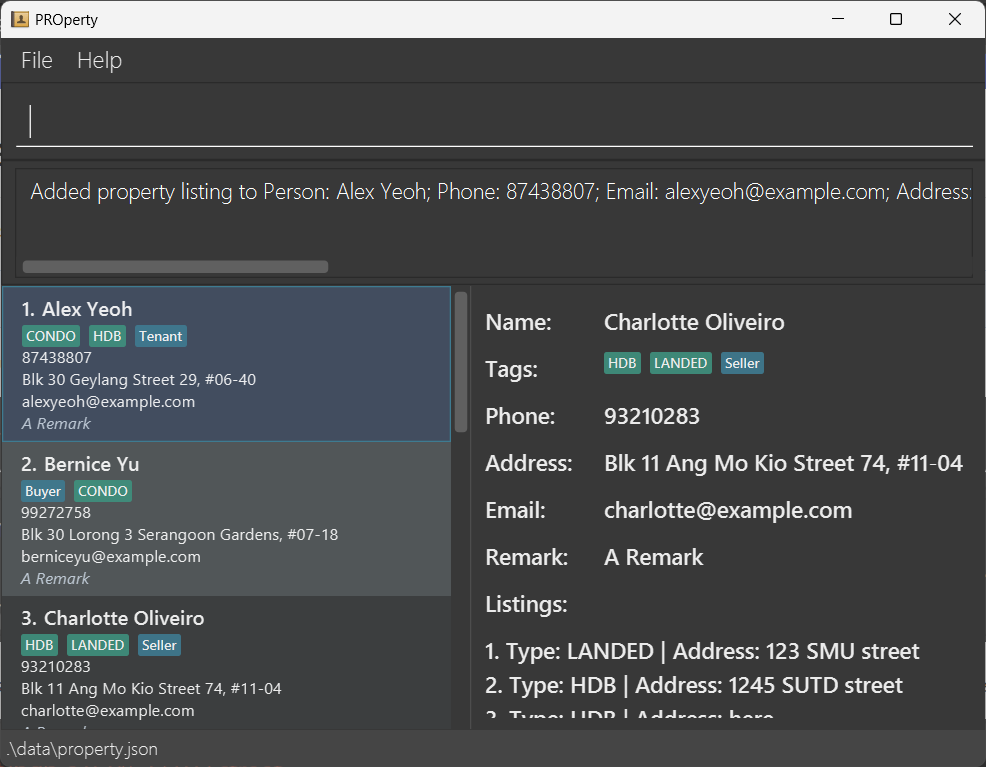 PROperty
File Help
Added property listing to Person: Alex Yeoh; Phone: 87438807; Email: alexyeoh@example.com; Address:
1. Alex Yeoh
CONDO HDB Tenant
87438807
Blk 30 Geylang Street 29, #06-40
alexyeoh@example.com
A Remark
2. Bernice Yu
Buyer CONDO
99272758
Blk 30 Lorong 3 Serangoon Gardens, #07-18
berniceyu@example.com
A Remark
3. Charlotte Oliveiro
HDB LANDED Seller
93210283
Blk 11 Ang Mo Kio Street 74, #11-04
charlotte@example.com
Name: Charlotte Oliveiro
Tags: HDB LANDED Seller
Phone: 93210283
Address: Blk 11 Ang Mo Kio Street 74, #11-04
Email: charlotte@example.com
Remark: A Remark
Listings:
1. Type: LANDED | Address: 123 SMU street
2. Type: HDB | Address: 1245 SUTD street
3. Type: HDB | Address: here
.\data\property.json